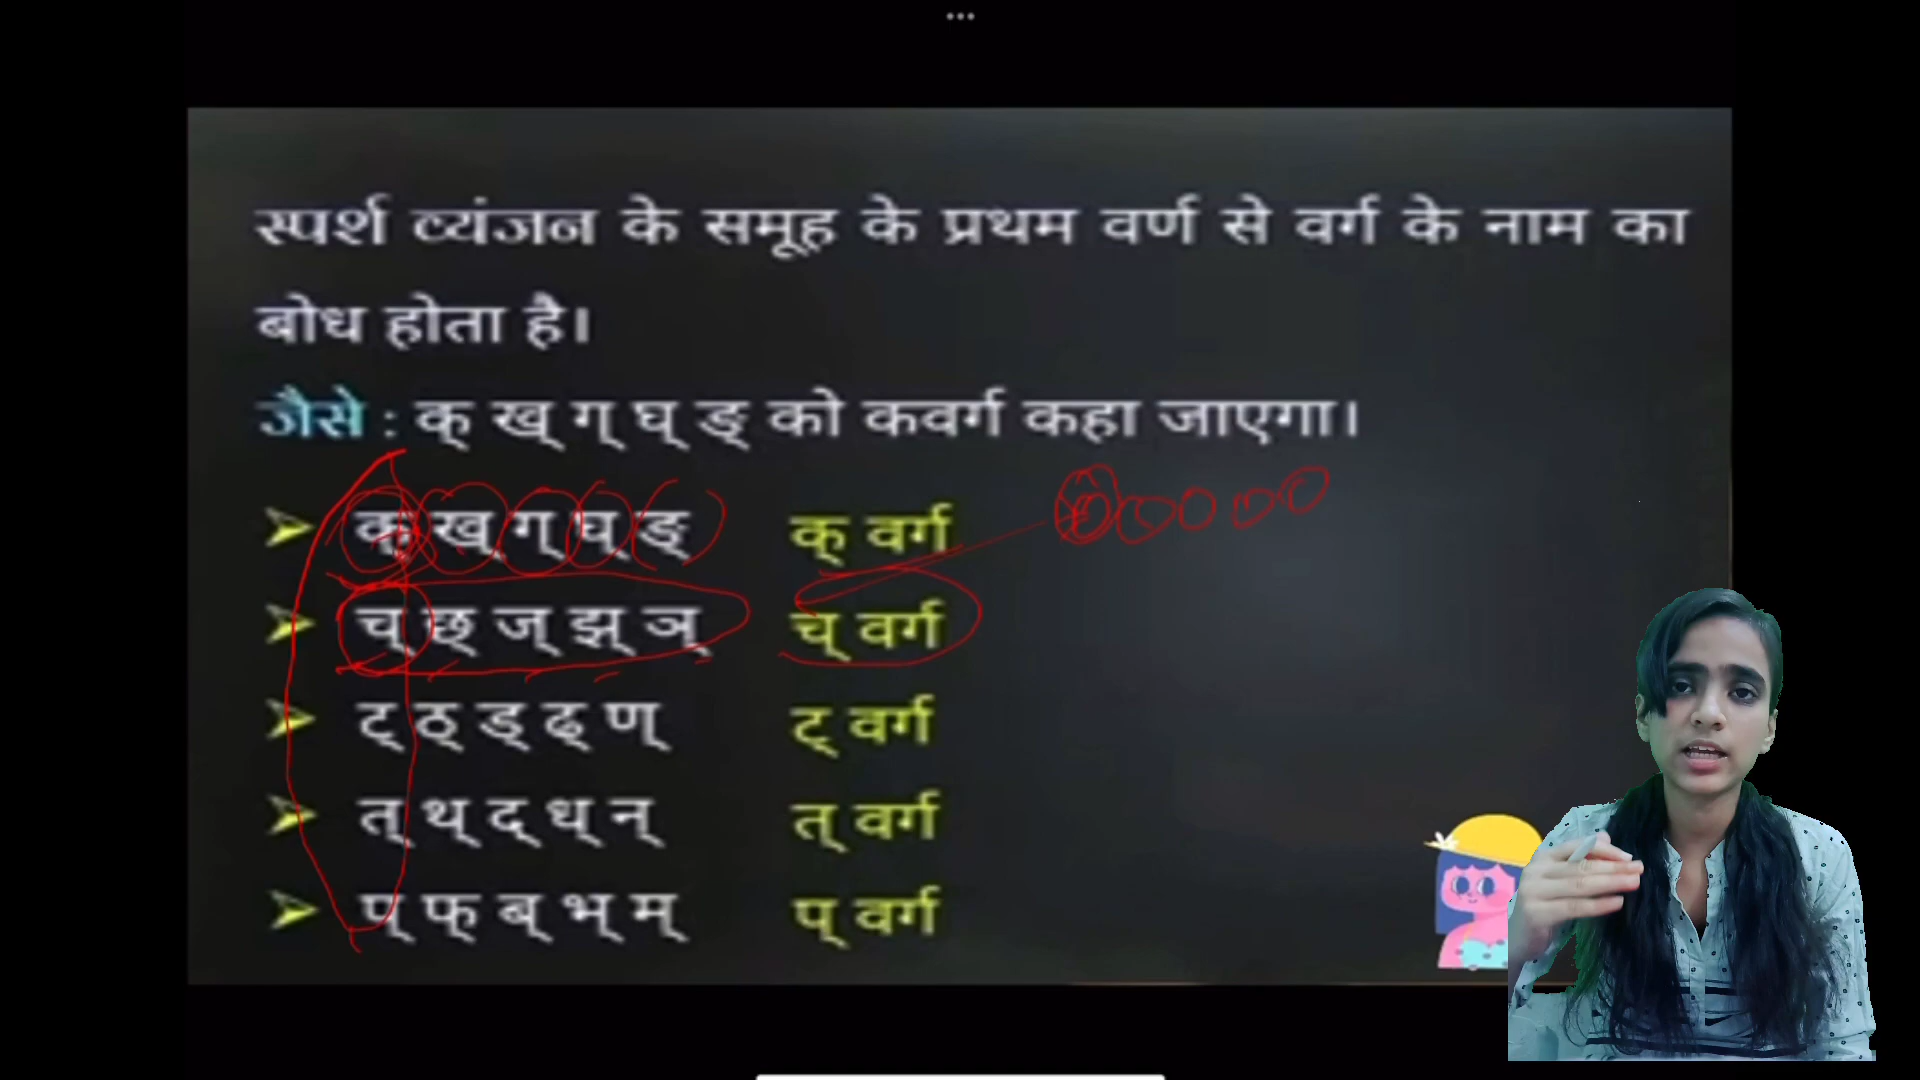 स्पर्श व्यंजन के समूह के प्रथम वर्ण से वर्ग के नाम का
बोध होता है।
जैसे : क् ख् ग् घ् ङ् को कवर्ग कहा जाएगा।
क् ख् ग् घ् ङ् क् वर्ग
च् छ् ज् झ् ञ् च् वर्ग
ट् ठ् ड् ढ् ण् ट् वर्ग
त् थ् द् ध् न् त् वर्ग
प् फ् ब् भ् म् प् वर्ग